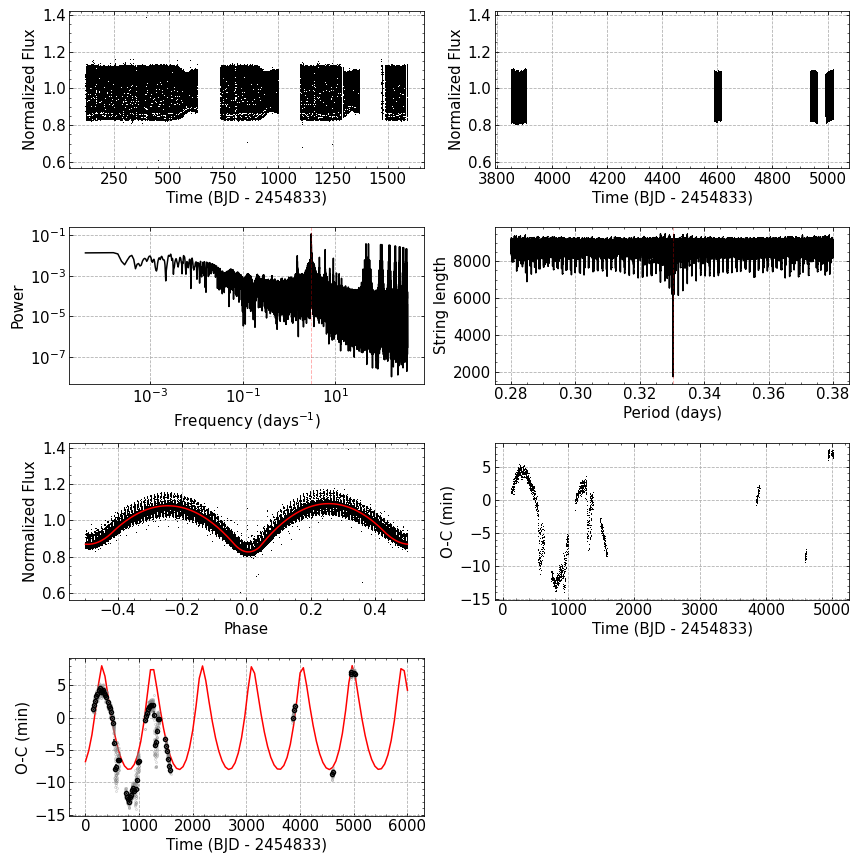 1.4
1.2
1.0
0.8
0.6
Normalized Flux
250 500 750 1000 1250 1500
Time (BJD - 2454833)
1.4
1.2
1.0
0.8
0.6
Normalized Flux
3800 4000 4200 4400 4600 4800 5000
Time (BJD - 2454833)
10⁻¹
10⁻³
10⁻⁵
10⁻⁷
Power
10⁻³ 10⁻¹ 10¹
Frequency (days⁻¹)
8000
6000
4000
2000
String length
0.28 0.30 0.32 0.34 0.36 0.38
Period (days)
1.4
1.2
1.0
0.8
0.6
Normalized Flux
−0.4 −0.2 0.0 0.2 0.4
Phase
5
0
−5
−10
−15
O-C (min)
0 1000 2000 3000 4000 5000
Time (BJD - 2454833)
5
0
−5
−10
−15
O-C (min)
0 1000 2000 3000 4000 5000 6000
Time (BJD - 2454833)